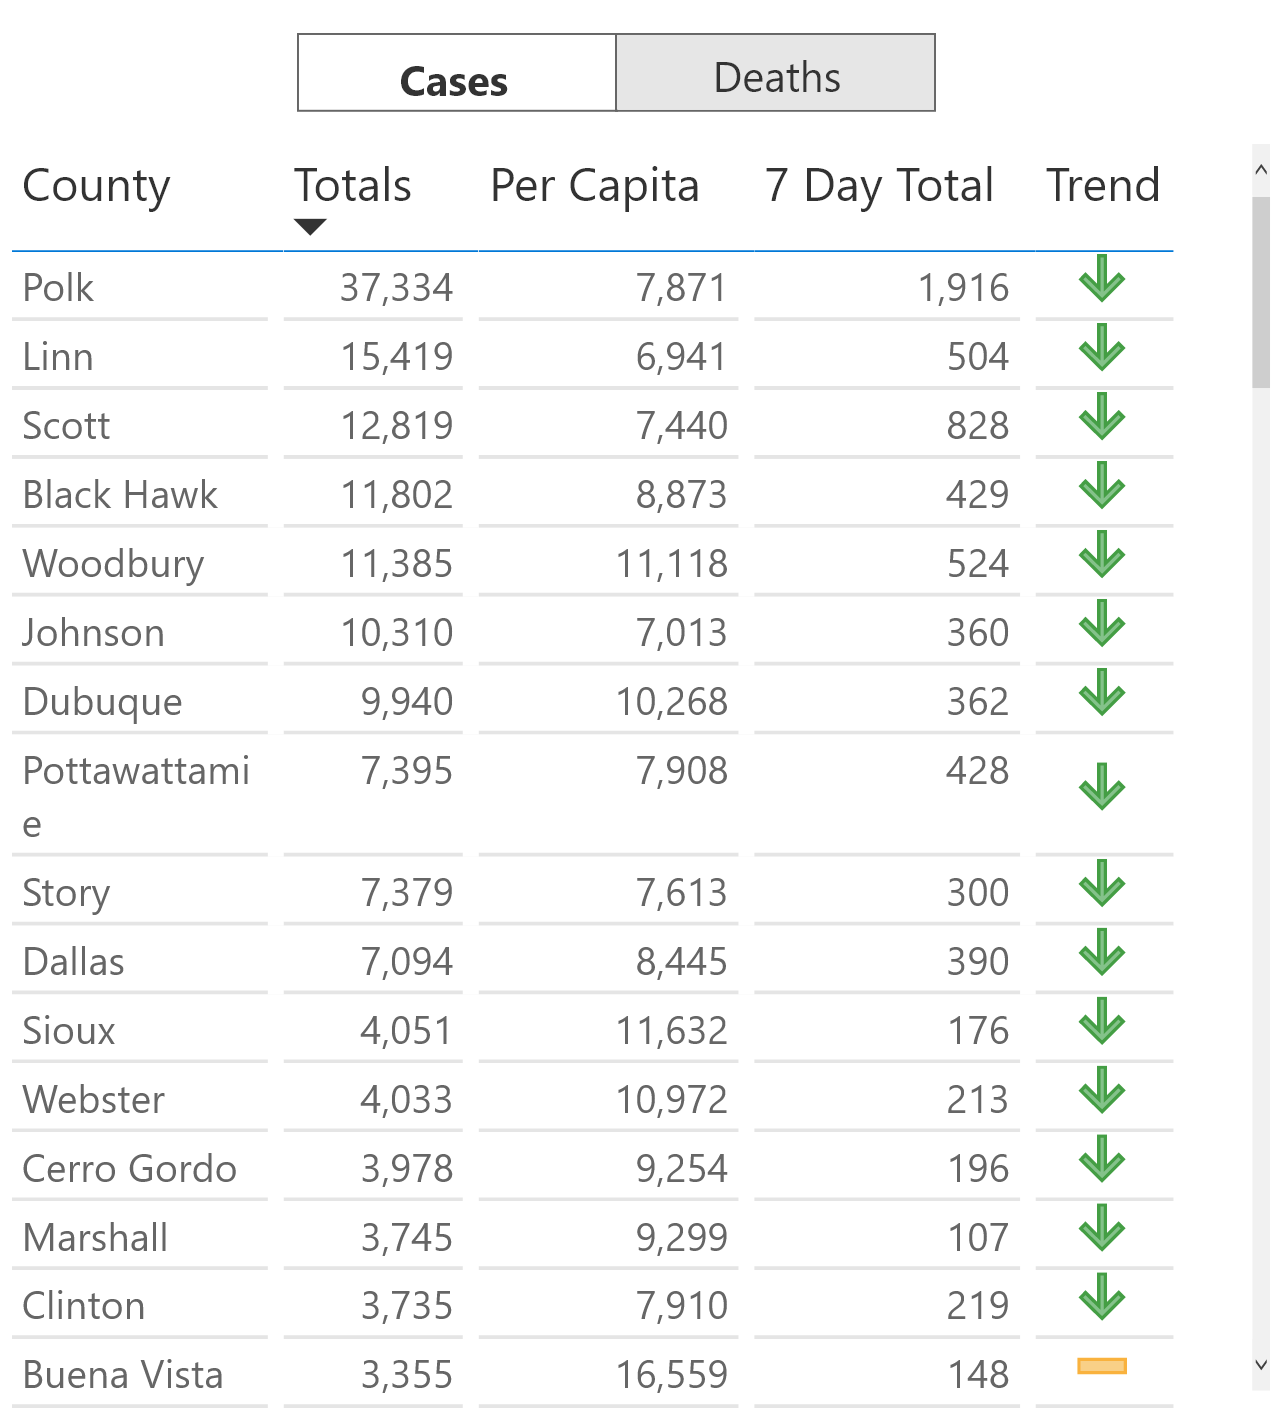 Cases Deaths
County Totals Per Capita 7 Day Total Trend
Polk 37,334 7,871 1,916
Linn 15,419 6,941 504
Scott 12,819 7,440 828
Black Hawk 11,802 8,873 429
Woodbury 11,385 11,118 524
Johnson 10,310 7,013 360
Dubuque 9,940 10,268 362
Pottawattami 7,395 7,908 428
e
Story 7,379 7,613 300
Dallas 7,094 8,445 390
Sioux 4,051 11,632 176
Webster 4,033 10,972 213
Cerro Gordo 3,978 9,254 196
Marshall 3,745 9,299 107
Clinton 3,735 7,910 219
Buena Vista 3,355 16,559 148